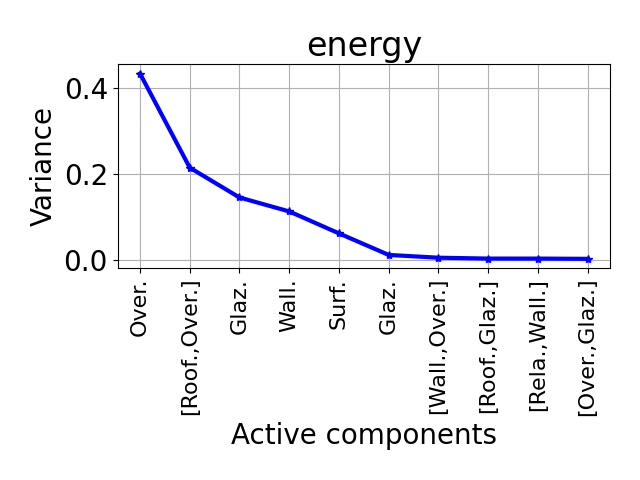 energy
Variance
0.4
0.2
0.0
Over.
[Roof.,Over.]
Glaz.
Wall.
Surf.
Glaz.
[Wall.,Over.]
[Roof.,Glaz.]
[Rela.,Wall.]
[Over.,Glaz.]
Active components